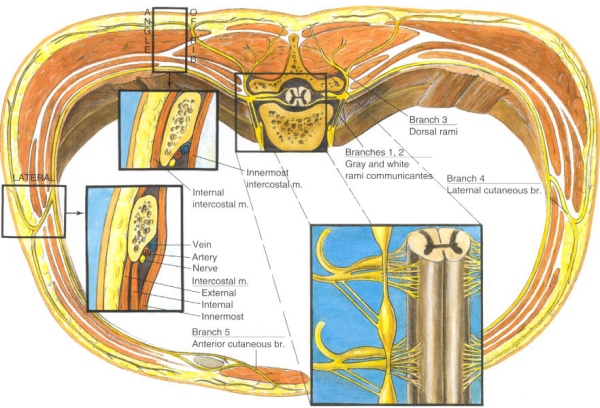 ANGLE
OF RIB
Branch 3
Dorsal rami
Branches 1, 2
Gray and white
rami communicantes
Branch 4
Laternal cutaneous br.
Innermost
intercostal m.
Internal
intercostal m.
LATERAL
Vein
Artery
Nerve
Intercostal m.
External
Internal
Innermost
Branch 5
Anterior cutaneous br.